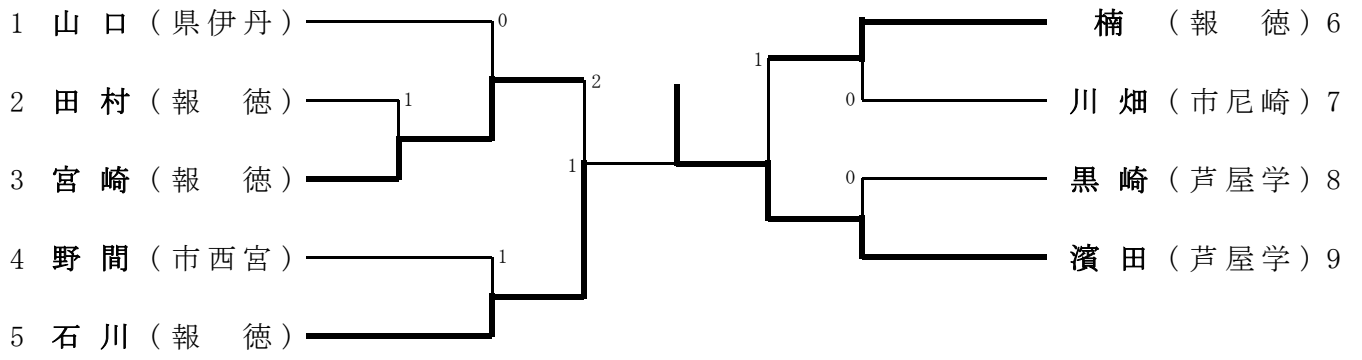 1 山口(県伊丹) 0
2 田村(報 徳) 1
3 宮崎(報 徳)
2
1
4 野間(市西宮) 1
5 石川(報 徳)
楠 (報 徳)6
1
0 川畑(市尼崎)7
0 黒崎(芦屋学)8
濱田(芦屋学)9